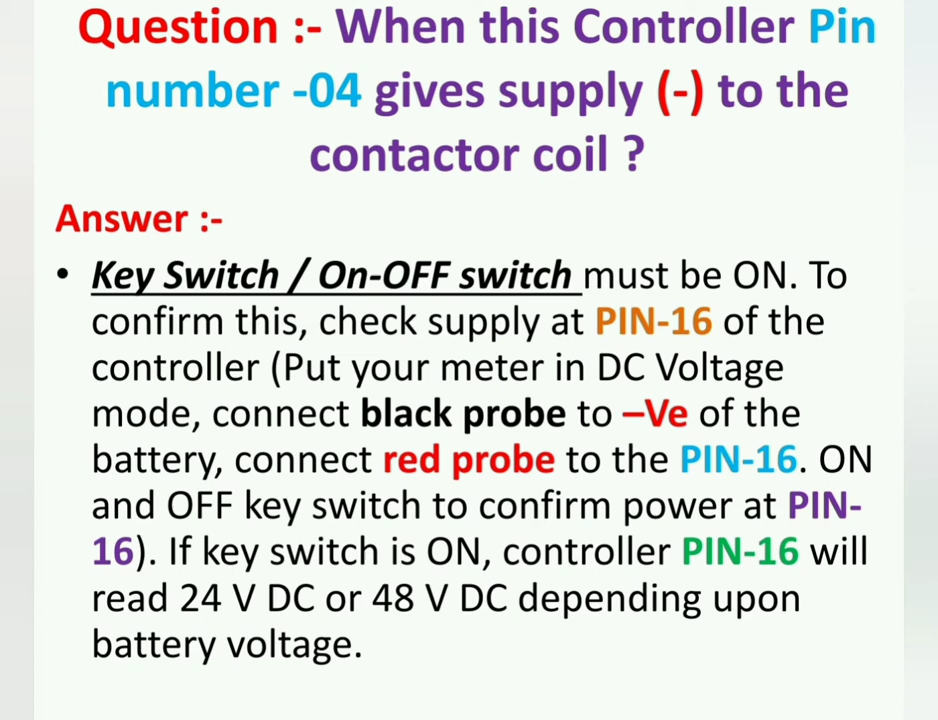 Question :- When this Controller Pin
number -04 gives supply (-) to the
contactor coil ?
Answer :-
• Key Switch / On-OFF switch must be ON. To
confirm this, check supply at PIN-16 of the
controller (Put your meter in DC Voltage
mode, connect black probe to –Ve of the
battery, connect red probe to the PIN-16. ON
and OFF key switch to confirm power at PIN-
16). If key switch is ON, controller PIN-16 will
read 24 V DC or 48 V DC depending upon
battery voltage.